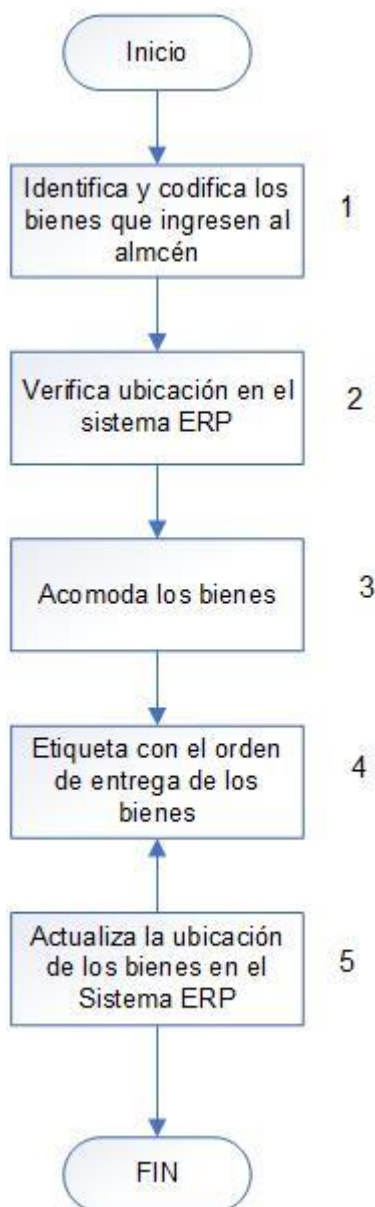 Inicio
Identifica y codifica los
bienes que ingresen al
almcén
1
Verifica ubicación en el
sistema ERP
2
Acomoda los bienes
3
Etiqueta con el orden
de entrega de los
bienes
4
Actualiza la ubicación
de los bienes en el
Sistema ERP
5
FIN